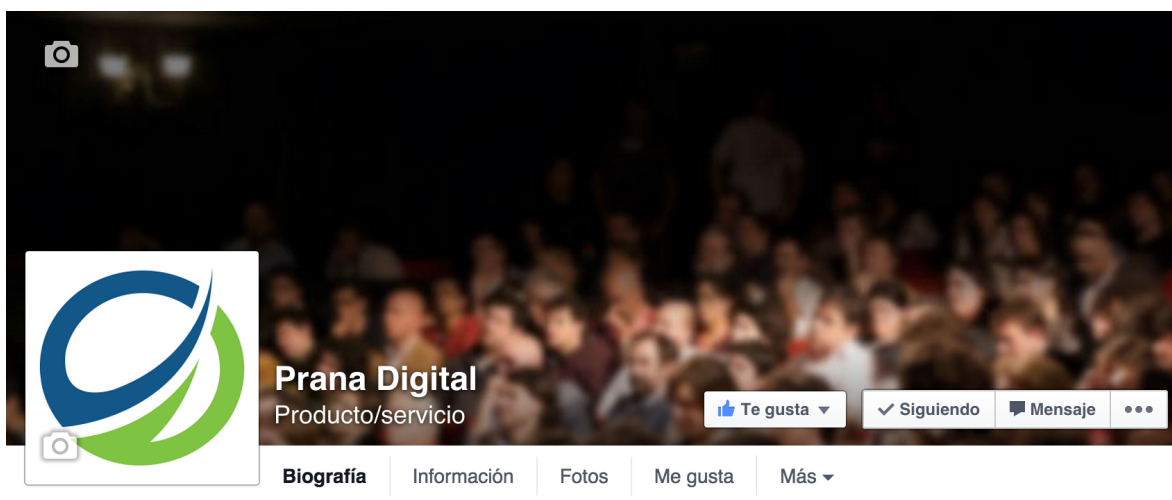 Prana Digital
Producto/servicio
Te gusta
Siguiendo
Mensaje
Biografía
Información
Fotos
Me gusta
Más